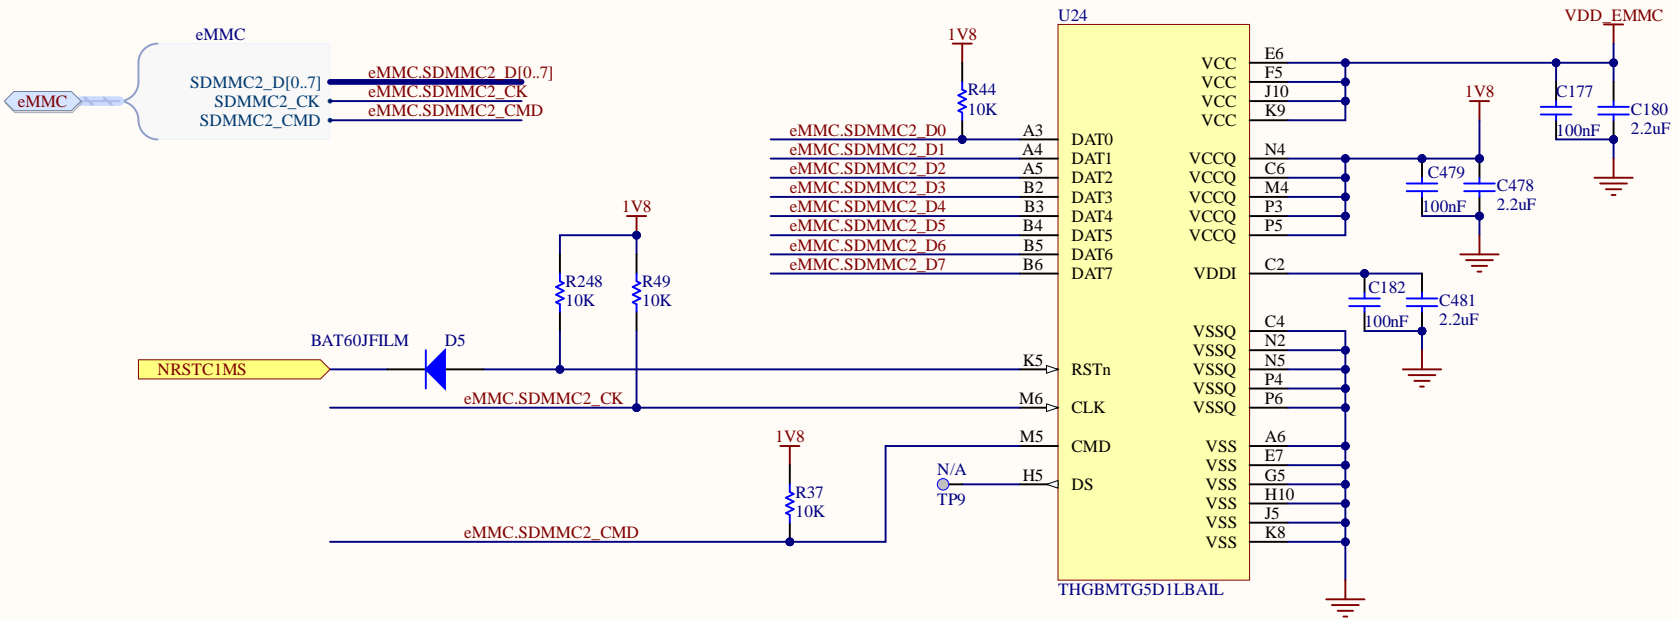 eMMC
eMMC
SDMMC2_D[0..7]
SDMMC2_CK
SDMMC2_CMD
eMMC.SDMMC2_D[0..7]
eMMC.SDMMC2_CK
eMMC.SDMMC2_CMD
1V8
R44
10K
eMMC.SDMMC2_D0
eMMC.SDMMC2_D1
eMMC.SDMMC2_D2
eMMC.SDMMC2_D3
eMMC.SDMMC2_D4
eMMC.SDMMC2_D5
eMMC.SDMMC2_D6
eMMC.SDMMC2_D7
1V8
R248
10K
R49
10K
BAT60JFILM
D5
NRSTC1MS
eMMC.SDMMC2_CK
1V8
R37
10K
eMMC.SDMMC2_CMD
N/A
TP9
U24
A3 DAT0
A4 DAT1
A5 DAT2
B2 DAT3
B3 DAT4
B4 DAT5
B5 DAT6
B6 DAT7
K5 RSTn
M6 CLK
M5 CMD
H5 DS
VCC E6
VCC F5
VCC J10
VCC K9
VCCQ N4
VCCQ C6
VCCQ M4
VCCQ P3
VCCQ P5
VDDI C2
VSSQ C4
VSSQ N2
VSSQ N5
VSSQ P4
VSSQ P6
VSS A6
VSS E7
VSS G5
VSS H10
VSS J5
VSS K8
THGBMTG5D1LBAIL
VDD_EMMC
C177
100nF
C180
2.2uF
1V8
C479
100nF
C478
2.2uF
C182
100nF
C481
2.2uF